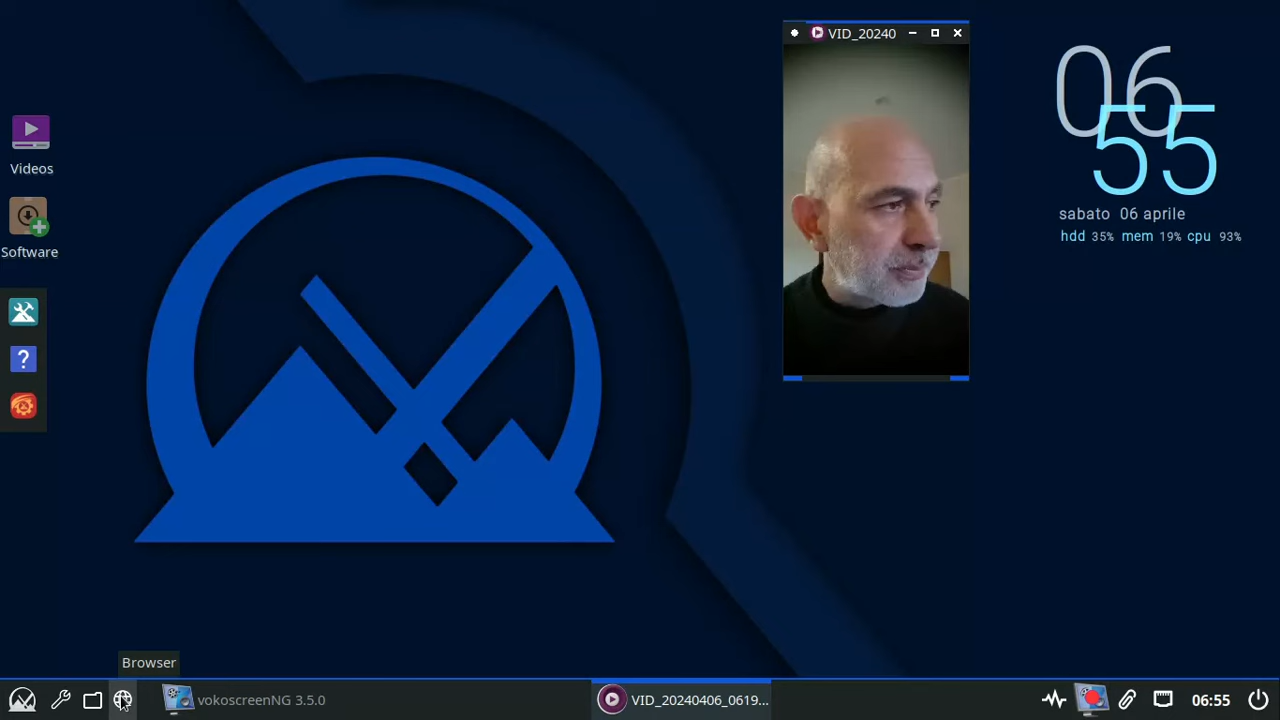 VID_20240
06
55
sabato 06 aprile
hdd 35% mem 19% cpu 93%
Videos
Software
?
Browser
vokoscreenNG 3.5.0
VID_20240406_0619...
06:55